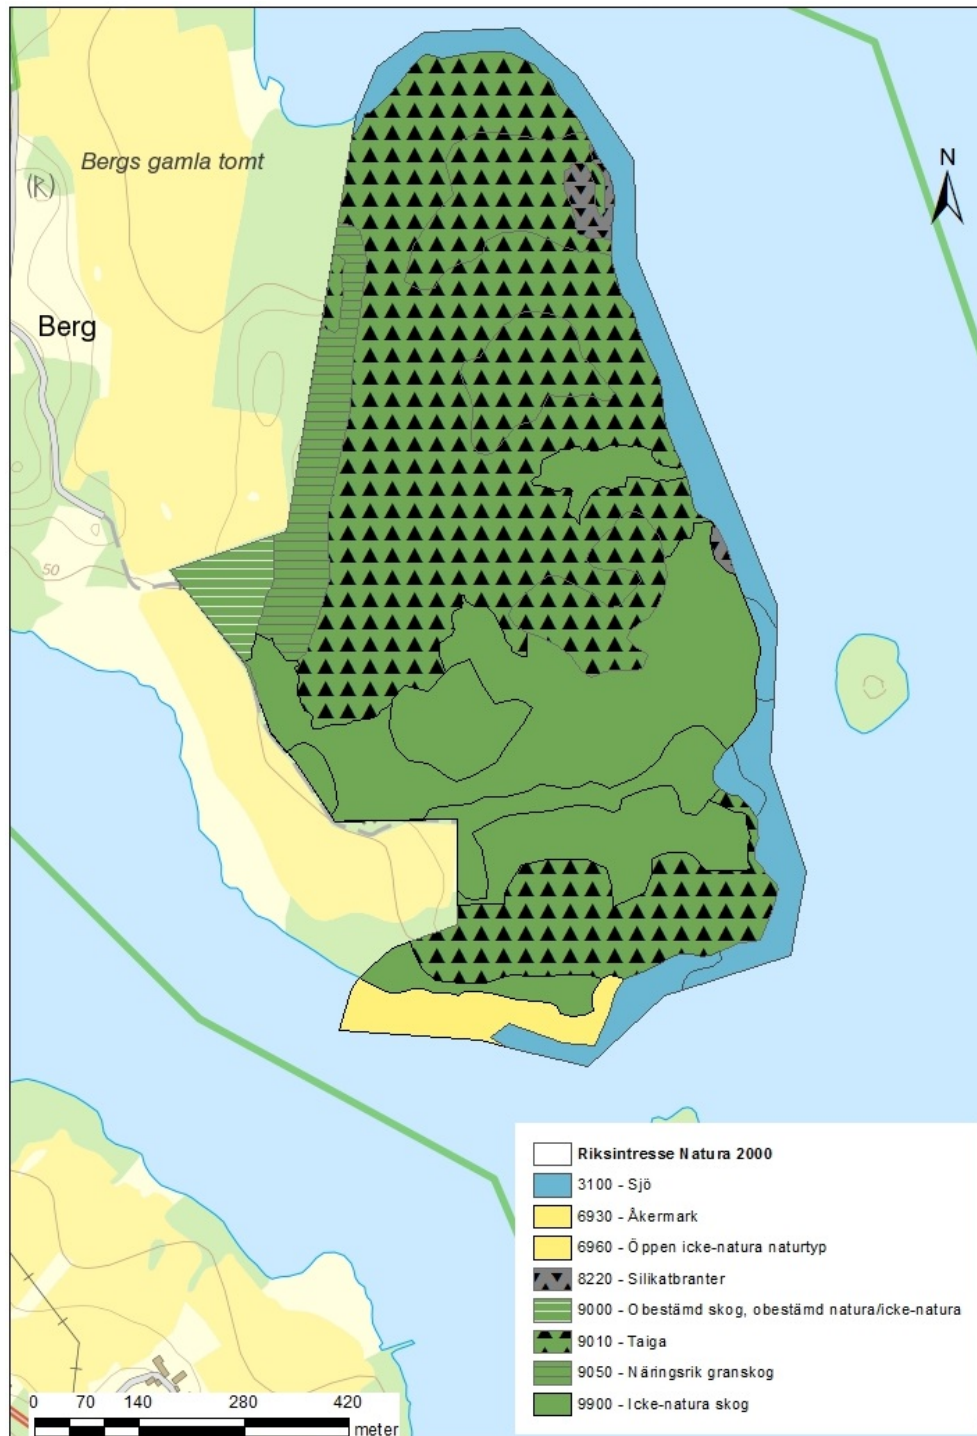 Bergs gamla tomt
N
(R)
Berg
50
Riksintresse Natura 2000
3100 - Sjö
6930 - Åkermark
6960 - Öppen icke-natura naturtyp
8220 - Silikatbranter
9000 - Obestämd skog, obestämd natura/icke-natura
9010 - Taiga
9050 - Näringsrik granskog
9900 - Icke-natura skog
0 70 140 280 420
meter